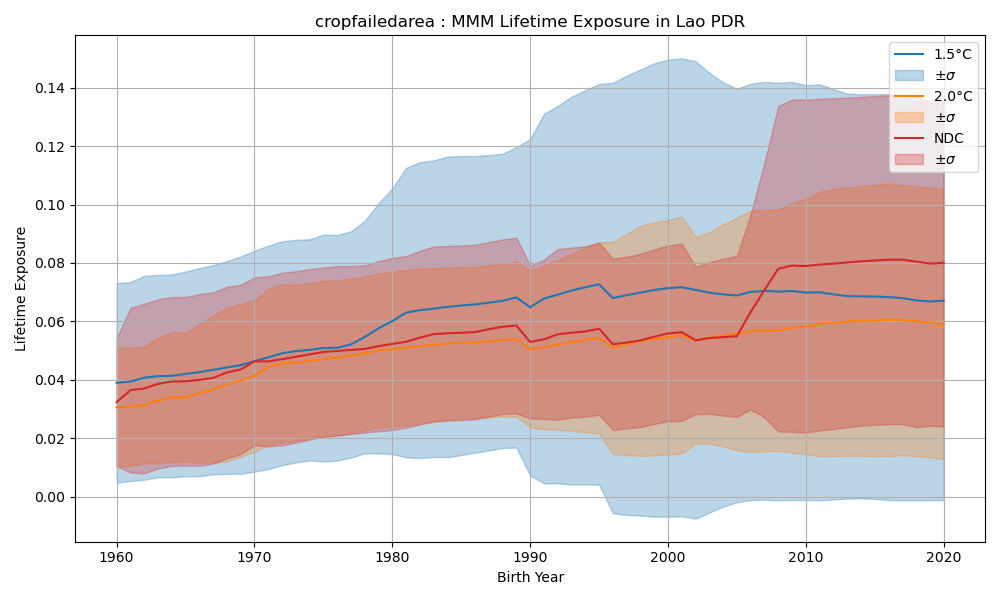 cropfailedarea : MMM Lifetime Exposure in Lao PDR
1.5°C
±σ
2.0°C
±σ
NDC
±σ
Lifetime Exposure
0.14
0.12
0.10
0.08
0.06
0.04
0.02
0.00
1960 1970 1980 1990 2000 2010 2020
Birth Year